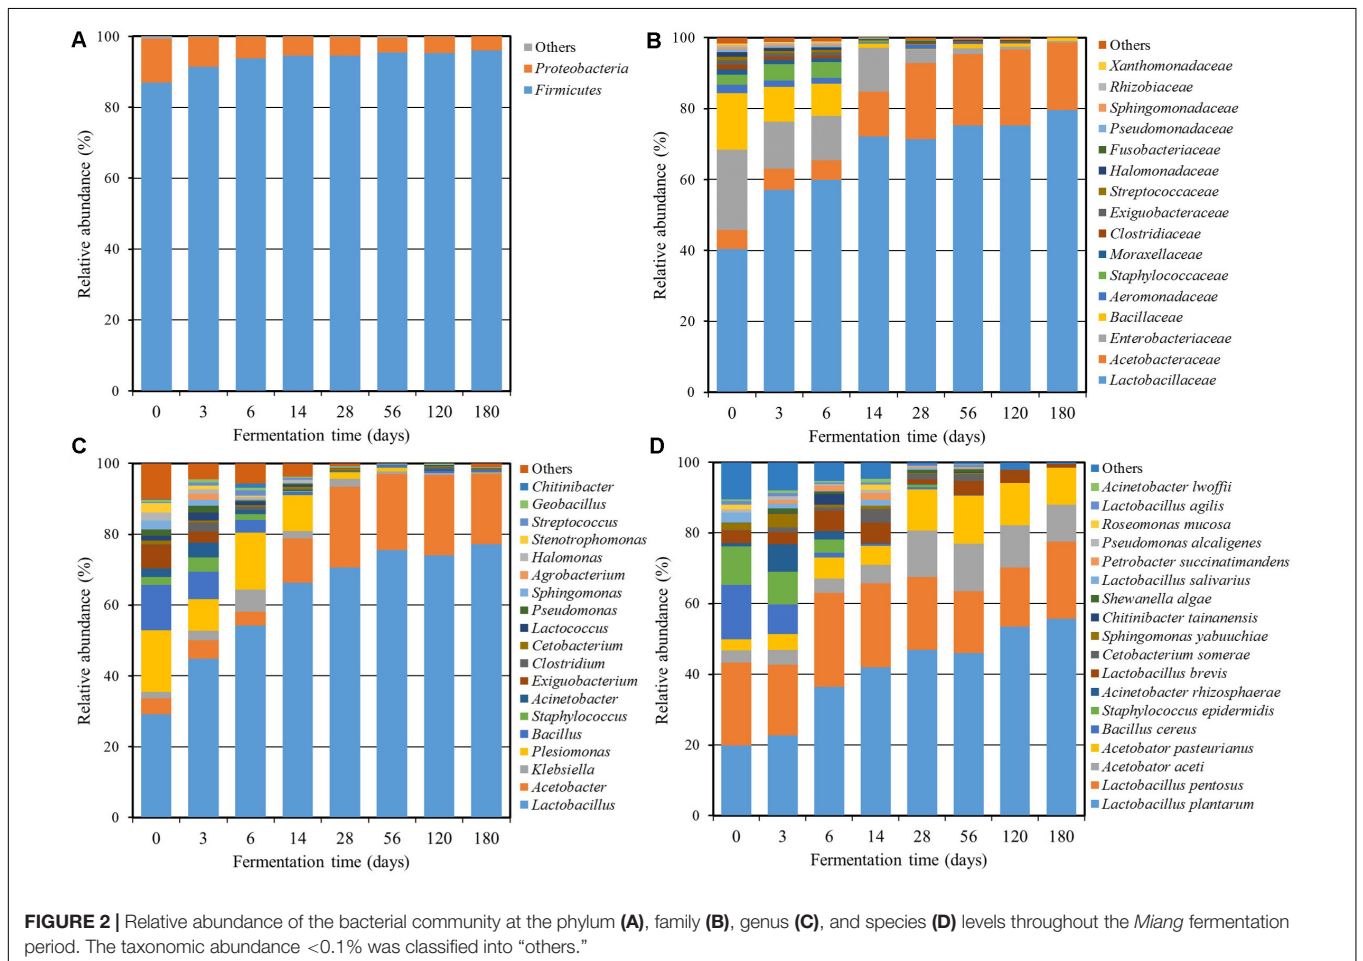 A
100
80
60
40
20
0
Relative abundance (%)
0 3 6 14 28 56 120 180
Fermentation time (days)
Others
Proteobacteria
Firmicutes
B
100
80
60
40
20
0
Relative abundance (%)
0 3 6 14 28 56 120 180
Fermentation time (days)
Others
Xanthomonadaceae
Rhizobiaceae
Sphingomonadaceae
Pseudomonadaceae
Fusobacteriaceae
Halomonadaceae
Streptococcaceae
Exiguobacteraceae
Clostridiaceae
Moraxellaceae
Staphylococcaceae
Aeromonadaceae
Bacillaceae
Enterobacteriaceae
Acetobacteraceae
Lactobacillaceae
C
100
80
60
40
20
0
Relative abundance (%)
0 3 6 14 28 56 120 180
Fermentation time (days)
Others
Chitinibacter
Geobacillus
Streptococcus
Stenotrophomonas
Halomonas
Agrobacterium
Sphingomonas
Pseudomonas
Lactococcus
Cetobacterium
Clostridium
Exiguobacterium
Acinetobacter
Staphylococcus
Bacillus
Plesiomonas
Klebsiella
Acetobacter
Lactobacillus
D
100
80
60
40
20
0
Relative abundance (%)
0 3 6 14 28 56 120 180
Fermentation time (days)
Others
Acinetobacter lwoffii
Lactobacillus agilis
Roseomonas mucosa
Pseudomonas alcaligenes
Petrobacter succinatimandens
Lactobacillus salivarius
Shewanella algae
Chitinibacter tainanensis
Sphingomonas yabuuchiae
Cetobacterium somerae
Lactobacillus brevis
Acinetobacter rhizosphaerae
Staphylococcus epidermidis
Bacillus cereus
Acetobator pasteurianus
Acetobator aceti
Lactobacillus pentosus
Lactobacillus plantarum
FIGURE 2 | Relative abundance of the bacterial community at the phylum (A), family (B), genus (C), and species (D) levels throughout the Miang fermentation
period. The taxonomic abundance <0.1% was classified into “others.”